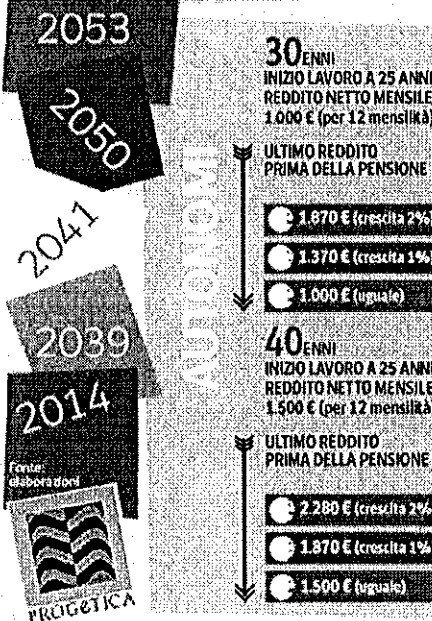 2053
2050
2041
2039
2014
Fonte:
elaborazioni
PROGETICA
AUTONOMI
30ENNI
INIZIO LAVORO A 25 ANNI
REDDITO NETTO MENSILE
1.000 € (per 12 mensilità)
ULTIMO REDDITO
PRIMA DELLA PENSIONE
1.870 € (crescita 2%)
1.370 € (crescita 1%)
1.000 € (uguale)
40ENNI
INIZIO LAVORO A 25 ANNI
REDDITO NETTO MENSILE
1.500 € (per 12 mensilità
ULTIMO REDDITO
PRIMA DELLA PENSIONE
2.280 € (crescita 2%
1.870 € (crescita 1%
1.500 € (uguale)